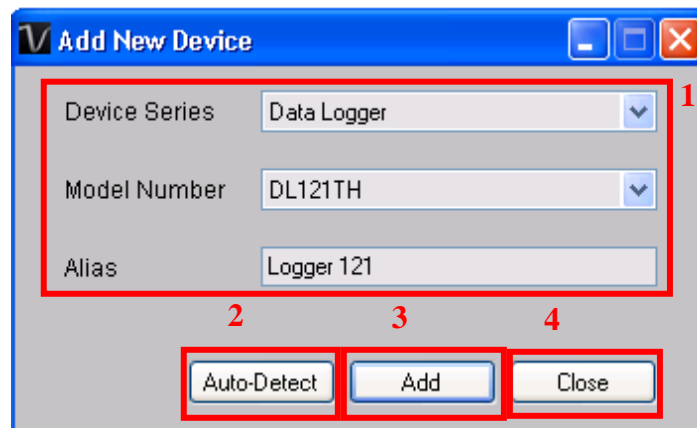 Add New Device
Device Series Data Logger 1
Model Number DL121TH
Alias Logger 121
2 3 4
Auto-Detect Add Close